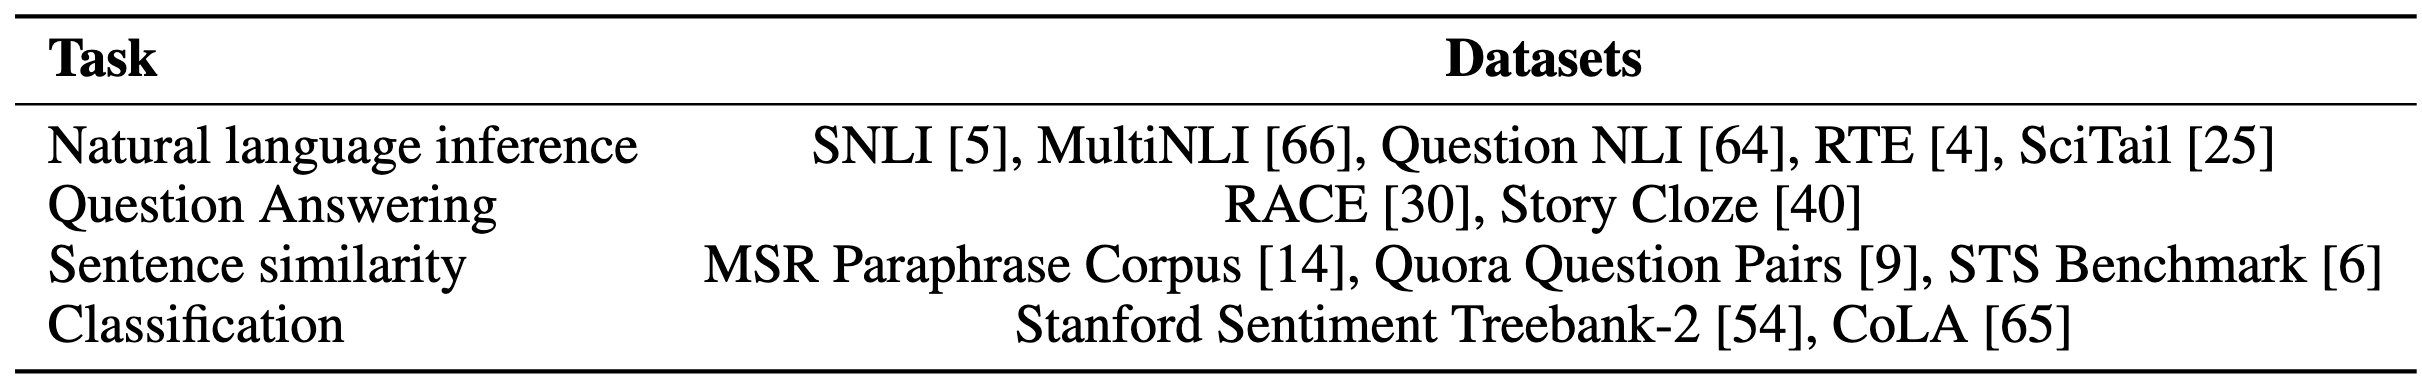 Task Datasets
Natural language inference SNLI [5], MultiNLI [66], Question NLI [64], RTE [4], SciTail [25]
Question Answering RACE [30], Story Cloze [40]
Sentence similarity MSR Paraphrase Corpus [14], Quora Question Pairs [9], STS Benchmark [6]
Classification Stanford Sentiment Treebank-2 [54], CoLA [65]